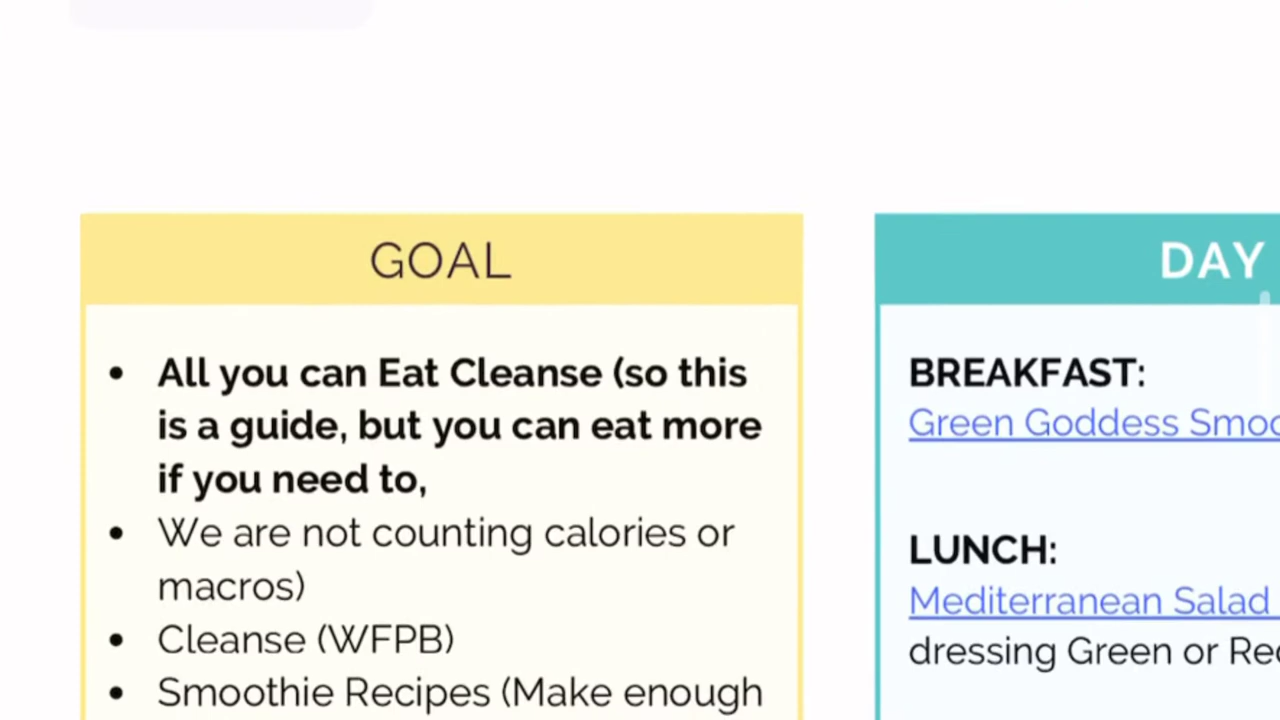 GOAL
All you can Eat Cleanse (so this
is a guide, but you can eat more
if you need to,
We are not counting calories or
macros)
Cleanse (WFPB)
Smoothie Recipes (Make enough
DAY
BREAKFAST:
Green Goddess
LUNCH:
Mediterranean Salad
dressing Green or